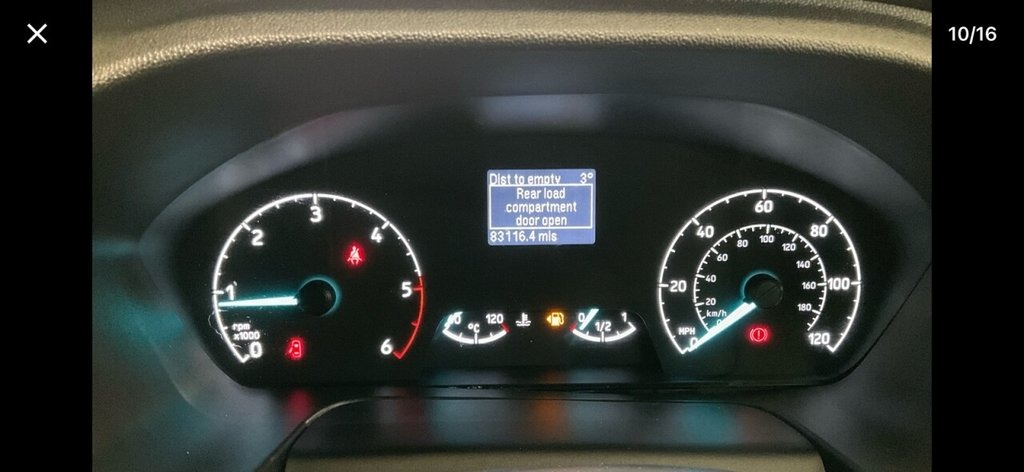 10/16
Dist to empty 3°
Rear load
compartment
door open
83116.4 mls
0 1 2 3 4 5 6
rpm
x1000
120
°C
0 1/2 1
0 20 40 60 80 100 120
MPH
20 40 60 80 100 120 140 160 180
km/h